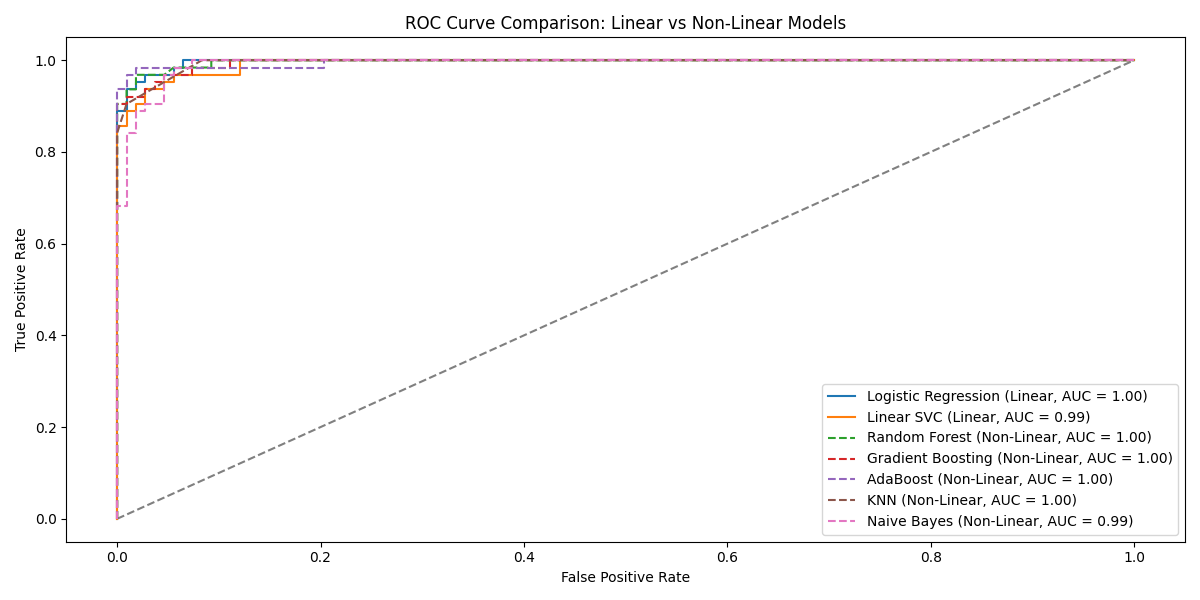 ROC Curve Comparison: Linear vs Non-Linear Models
1.0
0.8
0.6
0.4
0.2
0.0
True Positive Rate
0.0
0.2
0.4
0.6
0.8
1.0
False Positive Rate
Logistic Regression (Linear, AUC = 1.00)
Linear SVC (Linear, AUC = 0.99)
Random Forest (Non-Linear, AUC = 1.00)
Gradient Boosting (Non-Linear, AUC = 1.00)
AdaBoost (Non-Linear, AUC = 1.00)
KNN (Non-Linear, AUC = 1.00)
Naive Bayes (Non-Linear, AUC = 0.99)